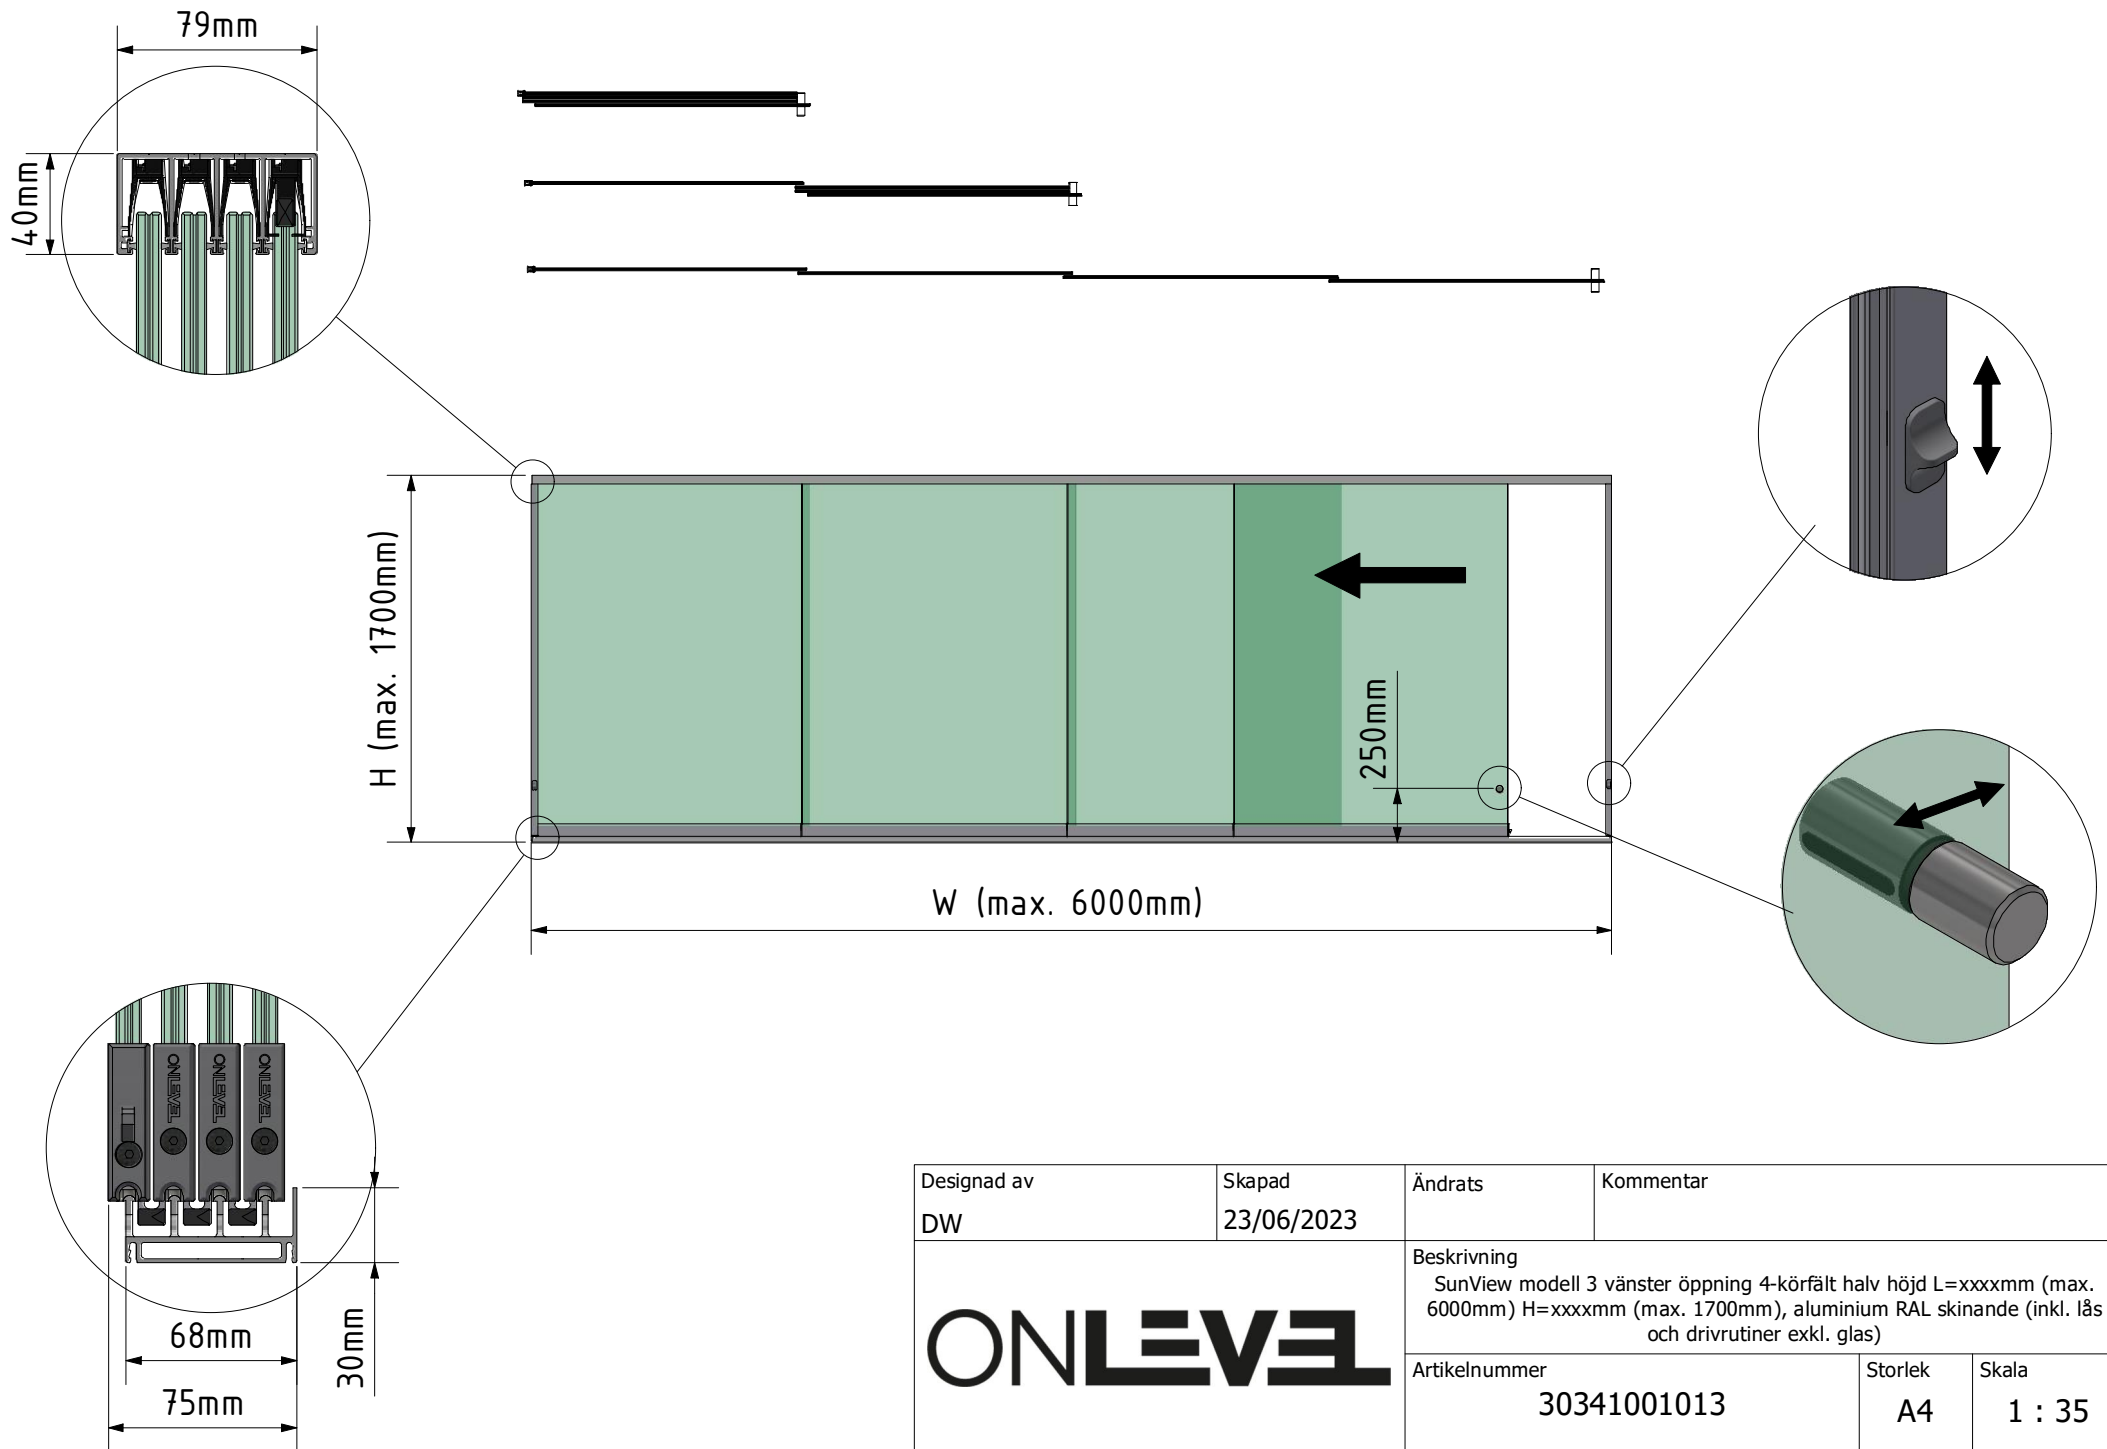 79mm
40mm
H (max. 1700mm)
250mm
W (max. 6000mm)
ONLEVEL
ONLEVEL
ONLEVEL
68mm
75mm
30mm
Designad av
DW
Skapad
23/06/2023
Ändrats
Kommentar
ONLEVEL
Beskrivning
SunView modell 3 vänster öppning 4-körfält halv höjd L=xxxxmm (max.
6000mm) H=xxxxmm (max. 1700mm), aluminium RAL skinande (inkl. lås
och drivrutiner exkl. glas)
Artikelnummer
30341001013
Storlek
A4
Skala
1 : 35